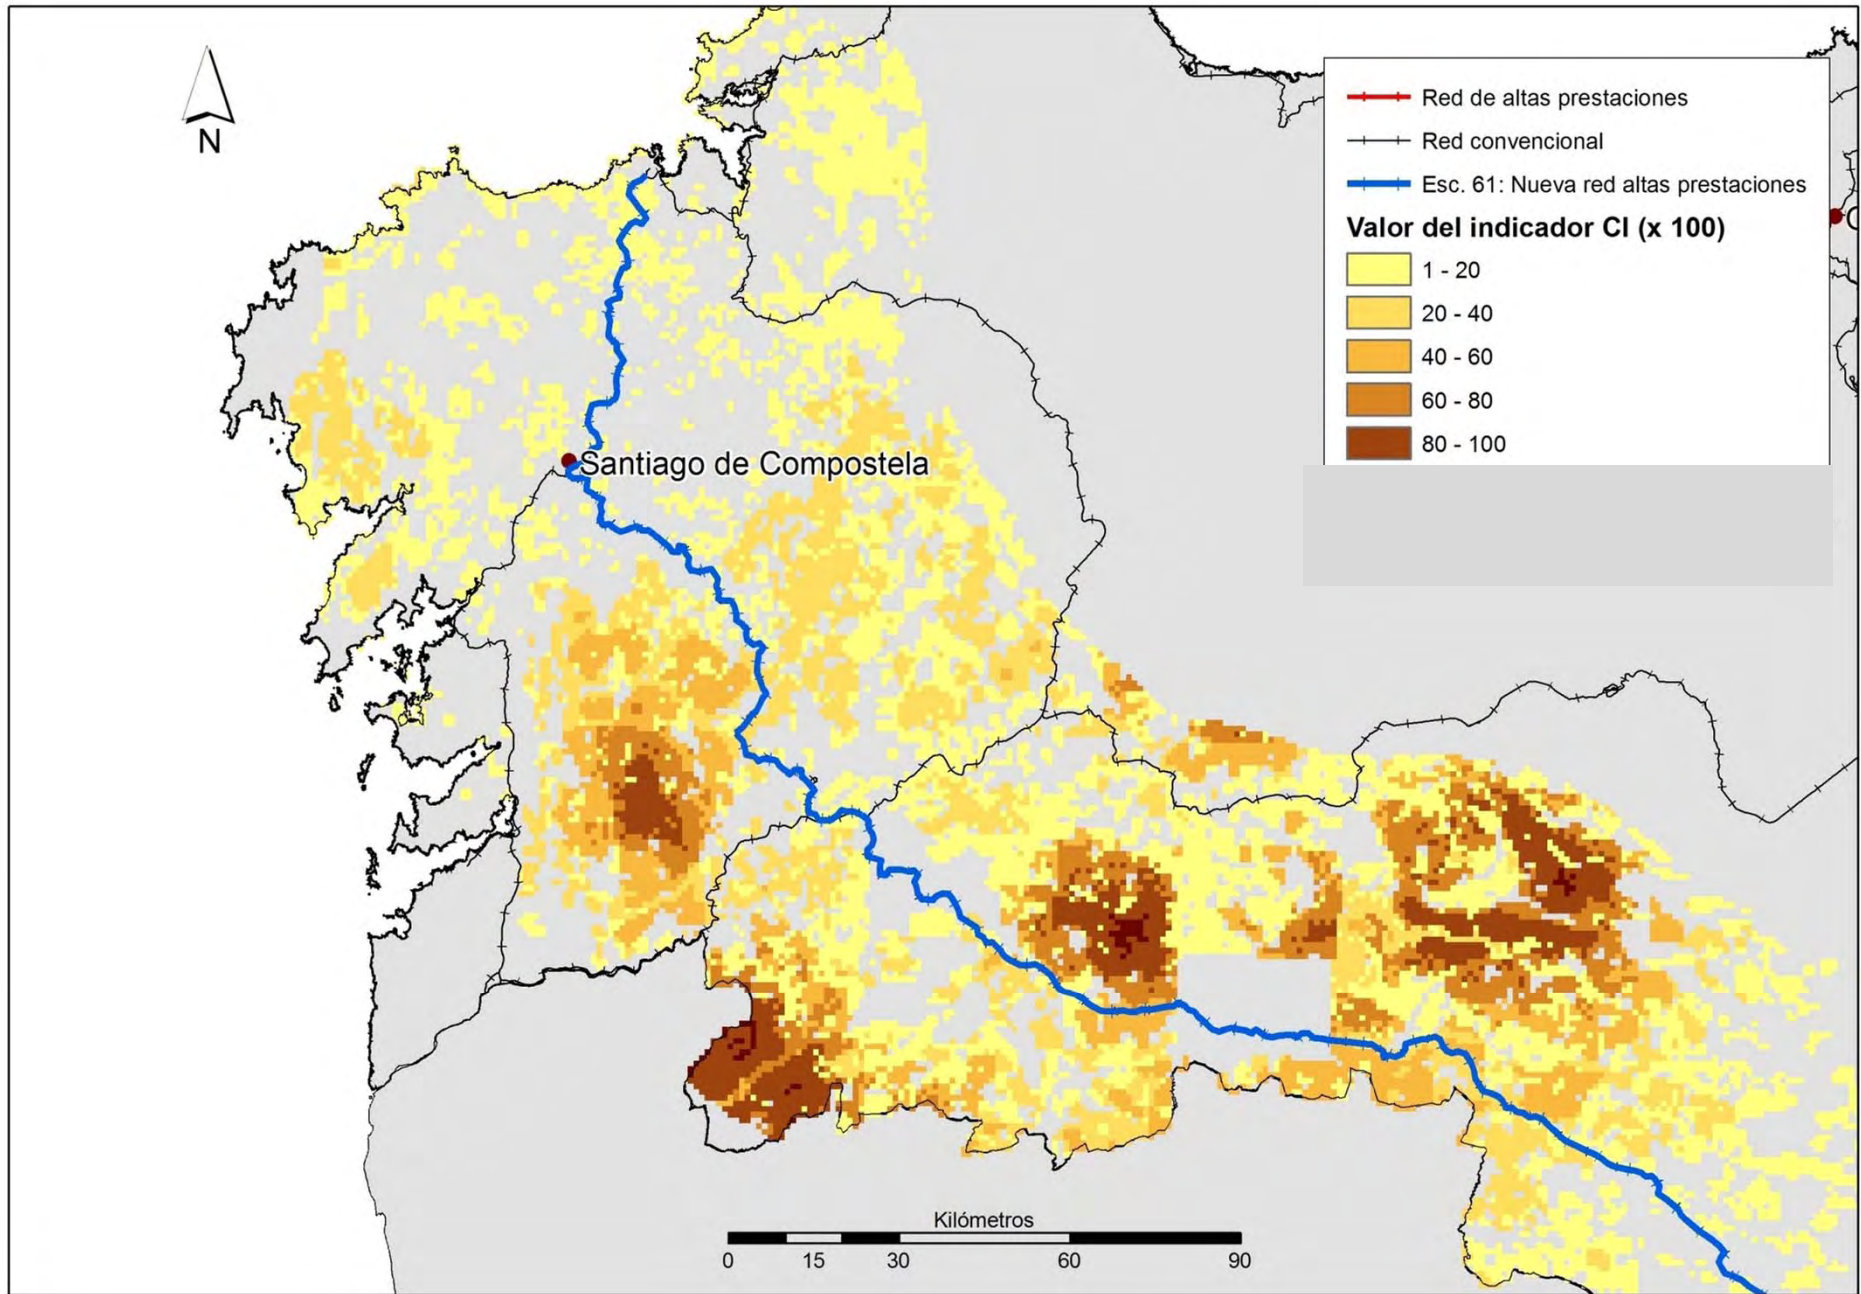 N
Red de altas prestaciones
Red convencional
Esc. 61: Nueva red altas prestaciones
Valor del indicador CI (x 100)
1 - 20
20 - 40
40 - 60
60 - 80
80 - 100
Santiago de Compostela
Kilómetros
0 15 30 60 90